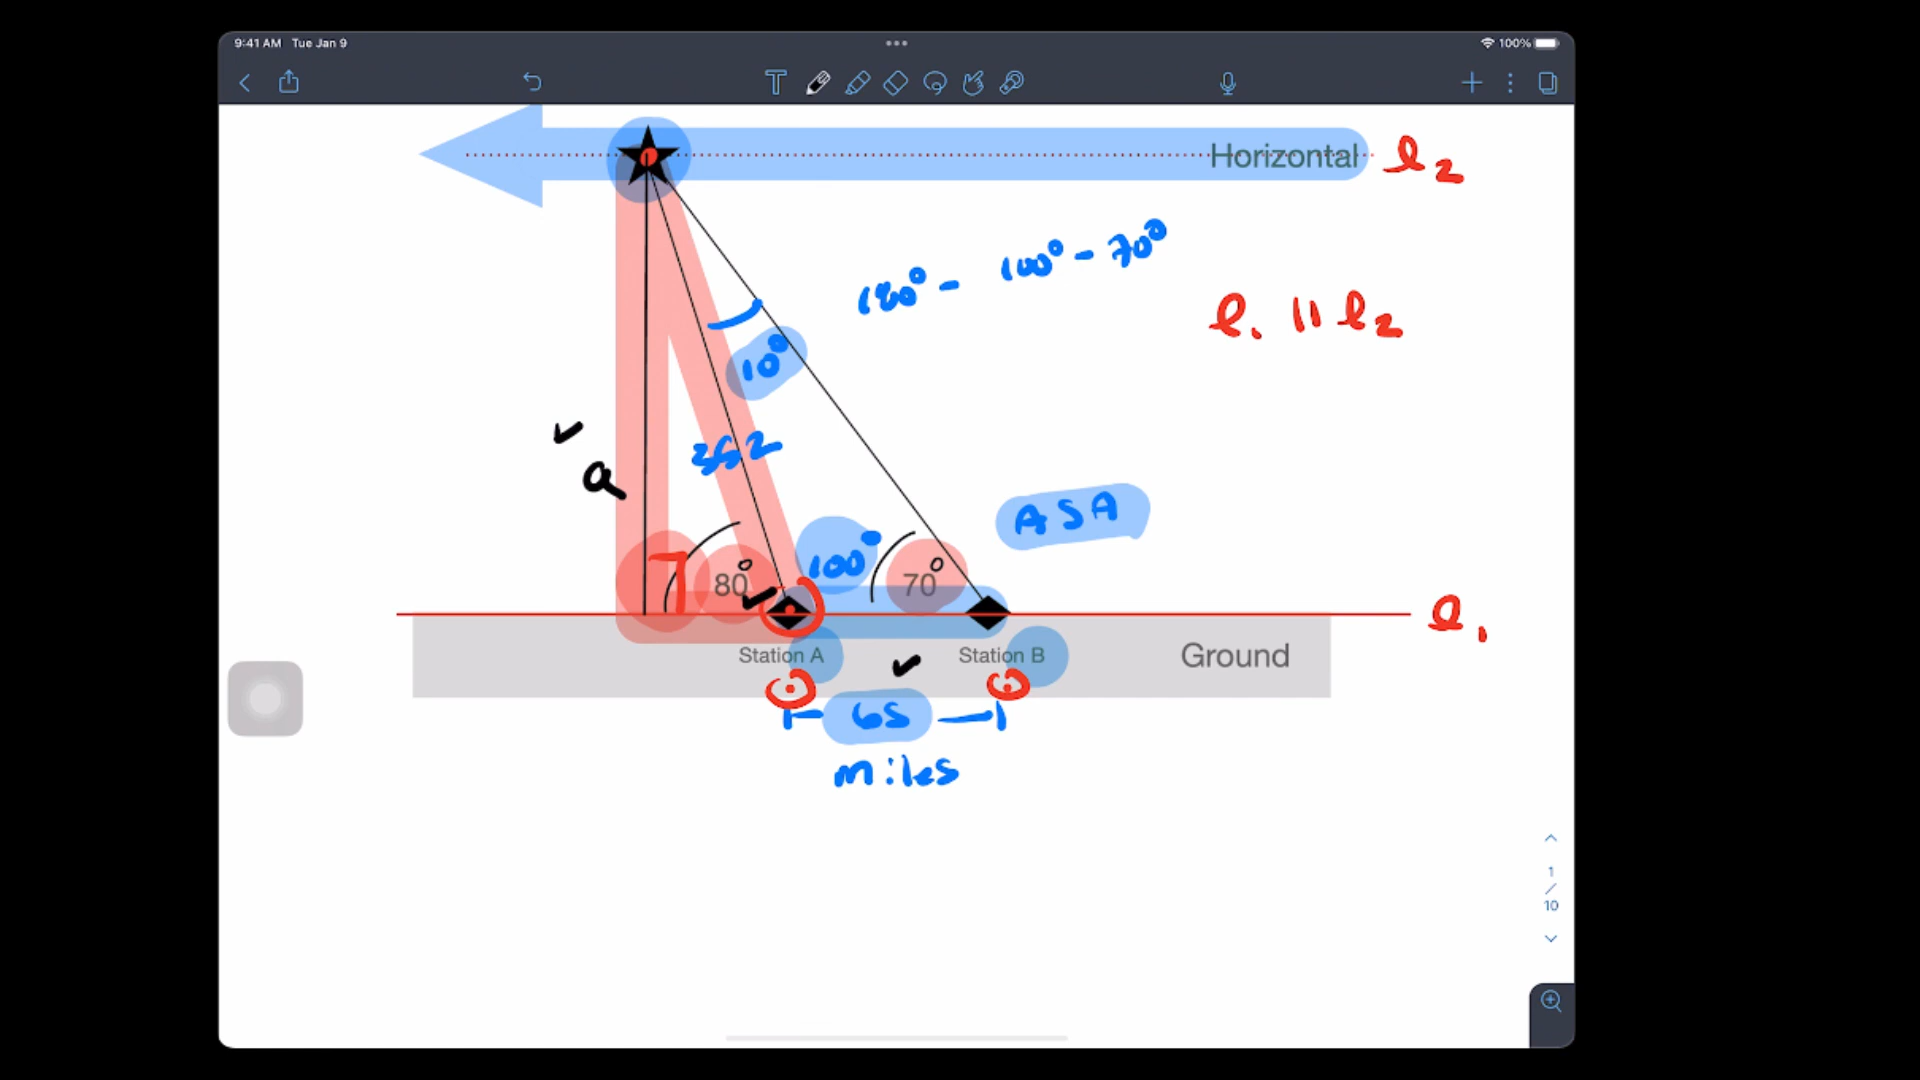 9:41 AM Tue Jan 9
100%
Horizontal
l₂
180° - 100° - 70°
l₁ || l₂
10°
352
a
ASA
100°
80°
70°
l₁
Station A
Station B
Ground
65
miles
1
/
10